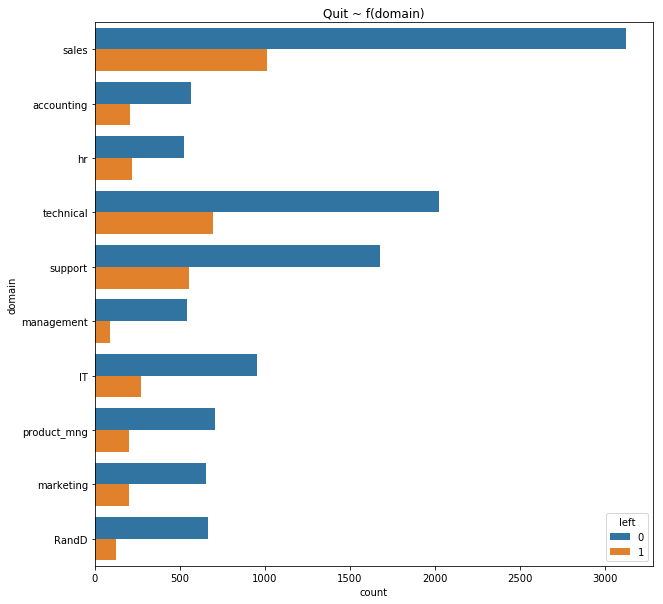 Quit ~ f(domain)
sales
accounting
hr
technical
support
management
IT
product_mng
marketing
RandD
domain
0 500 1000 1500 2000 2500 3000
count
left
0
1